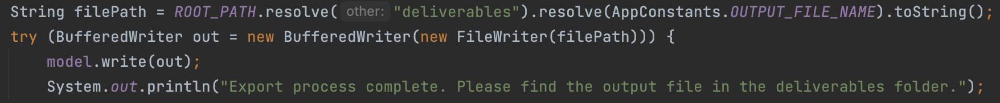 String filePath = ROOT_PATH.resolve( other: "deliverables").resolve(AppConstants.OUTPUT_FILE_NAME).toString();
try (BufferedWriter out = new BufferedWriter(new FileWriter(filePath))) {
    model.write(out);
    System.out.println("Export process complete. Please find the output file in the deliverables folder.");